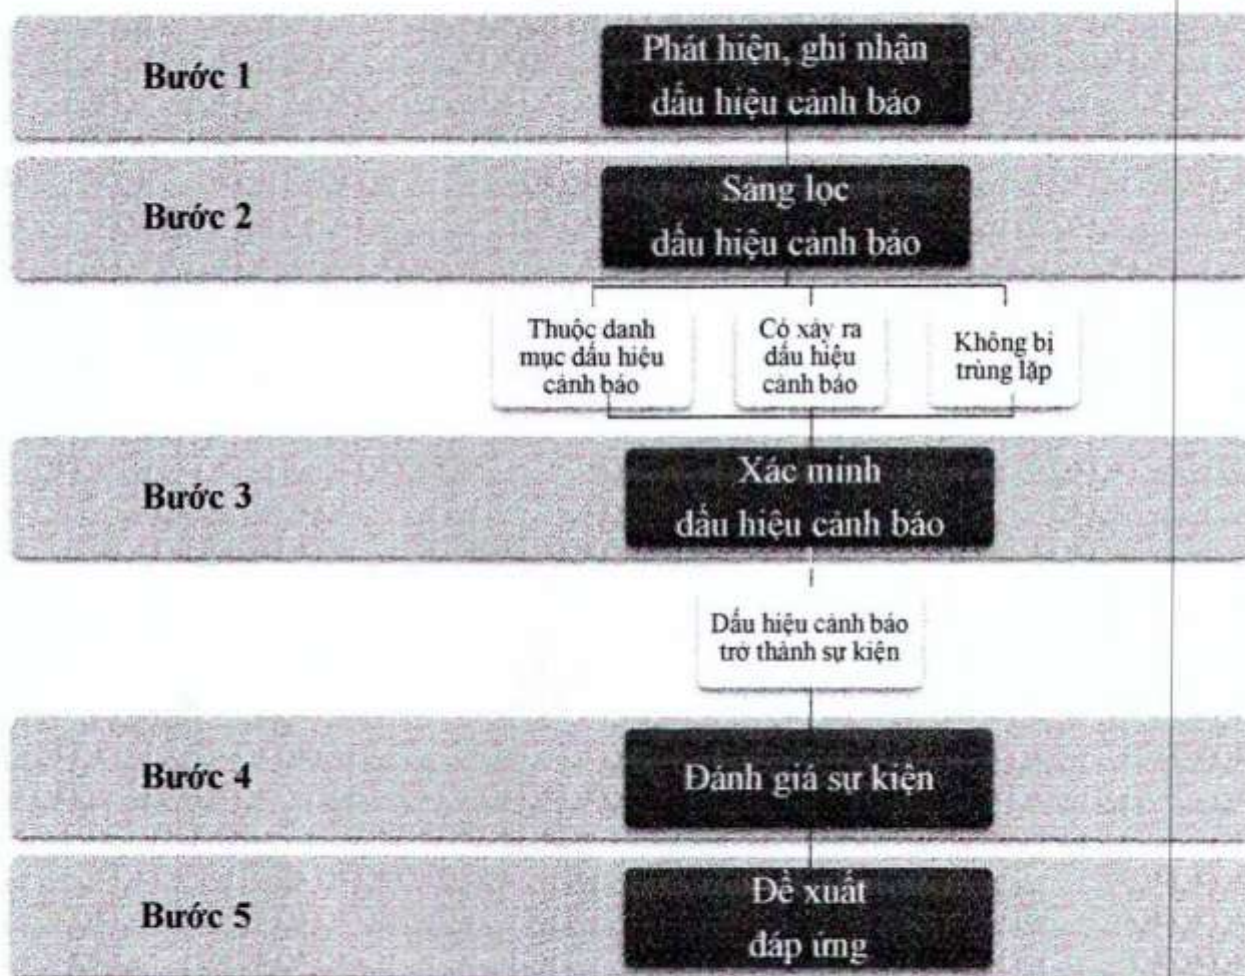 Bước 1
Phát hiện, ghi nhận
dấu hiệu cảnh báo
Bước 2
Sàng lọc
dấu hiệu cảnh báo
Thuộc danh
mục dấu hiệu
cảnh báo
Có xảy ra
dấu hiệu
cảnh báo
Không bị
trùng lặp
Bước 3
Xác minh
dấu hiệu cảnh báo
Dấu hiệu cảnh báo
trở thành sự kiện
Bước 4
Đánh giá sự kiện
Bước 5
Đề xuất
đáp ứng